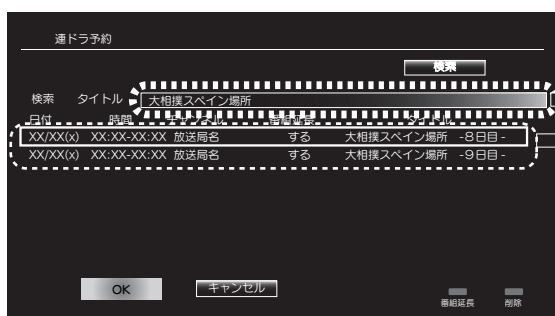 連ドラ予約
検索
検索 タイトル 大相撲スペイン場所
日付 時間 チャンネル 番組延長 タイトル
XX/XX(x) XX:XX-XX:XX 放送局名 する 大相撲スペイン場所 -8日目-
XX/XX(x) XX:XX-XX:XX 放送局名 する 大相撲スペイン場所 -9日目-
OK キャンセル
番組延長 削除